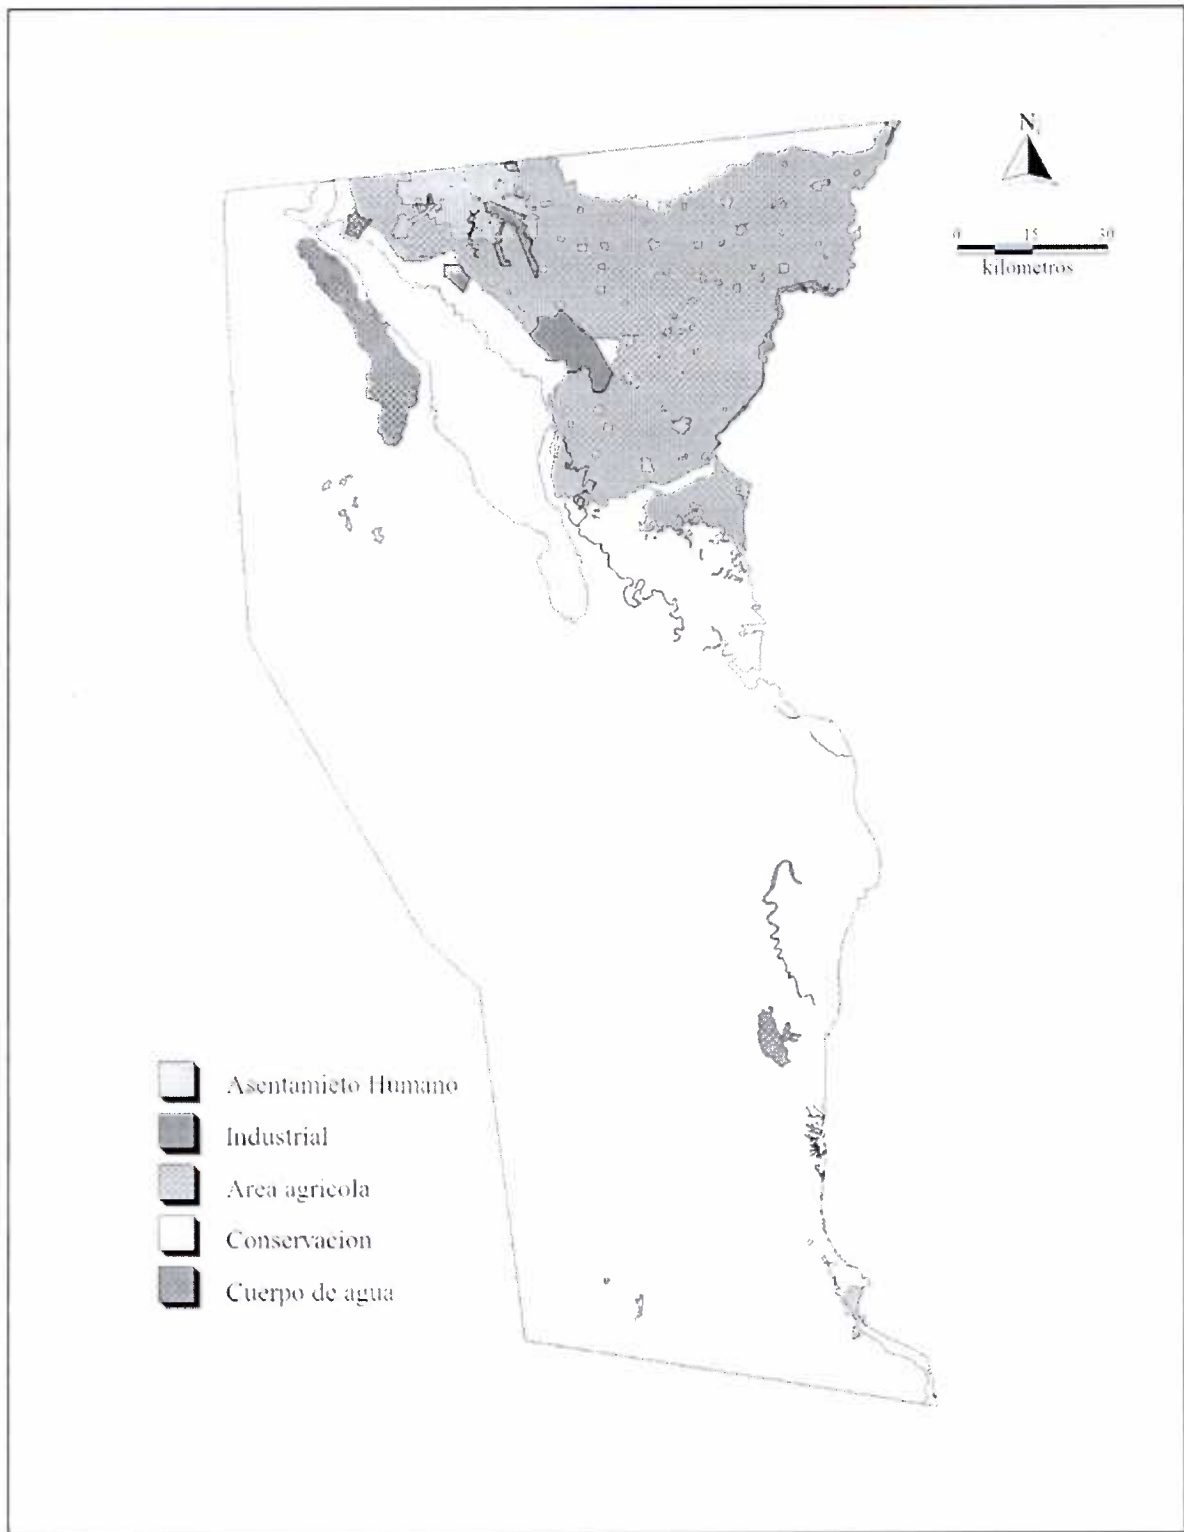 N
0 15 30
kilometros
Asentamieto Humano
Industrial
Area agricola
Conservacion
Cuerpo de agua